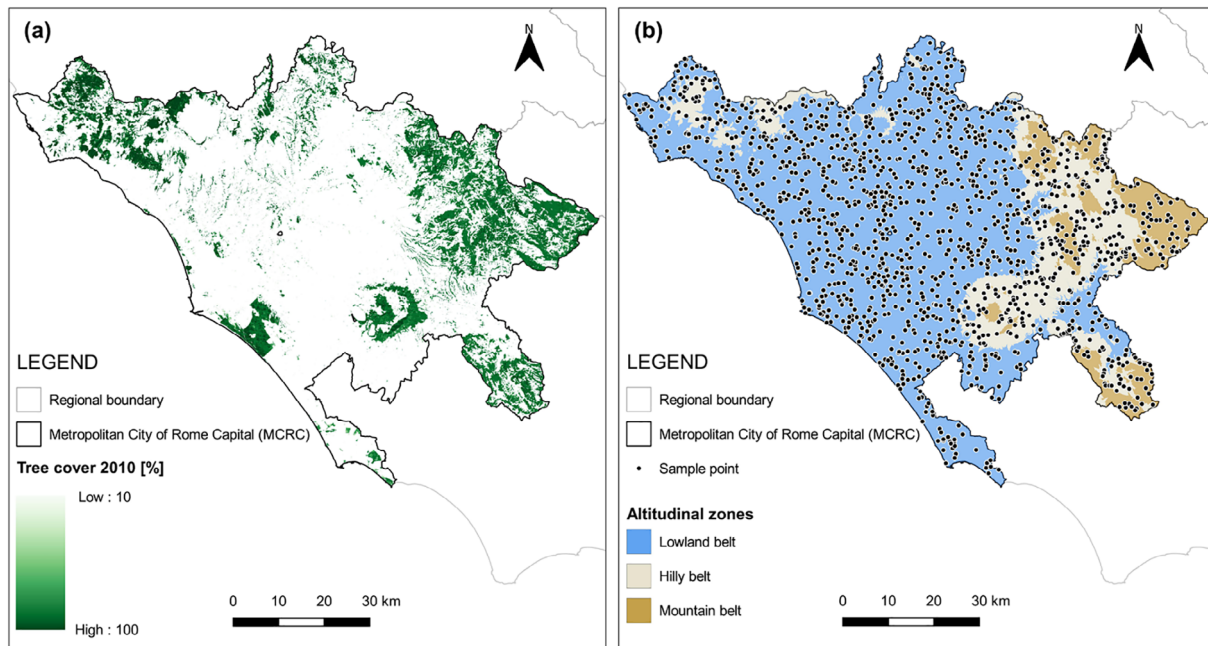 (a)
N
LEGEND
Regional boundary
Metropolitan City of Rome Capital (MCRC)
Tree cover 2010 [%]
Low : 10
High : 100
0 10 20 30 km
(b)
N
LEGEND
Regional boundary
Metropolitan City of Rome Capital (MCRC)
Sample point
Altitudinal zones
Lowland belt
Hilly belt
Mountain belt
0 10 20 30 km